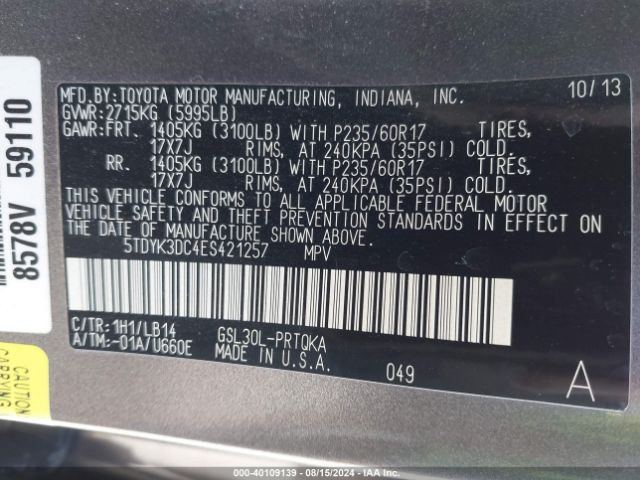 MFD.BY:TOYOTA MOTOR MANUFACTURING, INDIANA, INC. 10/13
GVWR:2715KG (5995LB)
GAWR:FRT. 1405KG (3100LB) WITH P235/60R17 TIRES,
17X7J RIMS, AT 240KPA (35PSI) COLD.
RR. 1405KG (3100LB) WITH P235/60R17 TIRES,
17X7J RIMS, AT 240KPA (35PSI) COLD.
THIS VEHICLE CONFORMS TO ALL APPLICABLE FEDERAL MOTOR
VEHICLE SAFETY AND THEFT PREVENTION STANDARDS IN EFFECT ON
THE DATE OF MANUFACTURE SHOWN ABOVE.
5TDYK3DC4ES421257 MPV
C/TR:1H1/LB14 GSL30L-PRTQKA
A/TM:-01A/U660E MADE IN U.S.A. 049 A
8578V 59110
CARRYING
000-40109139 - 08/15/2024 - IAA Inc.